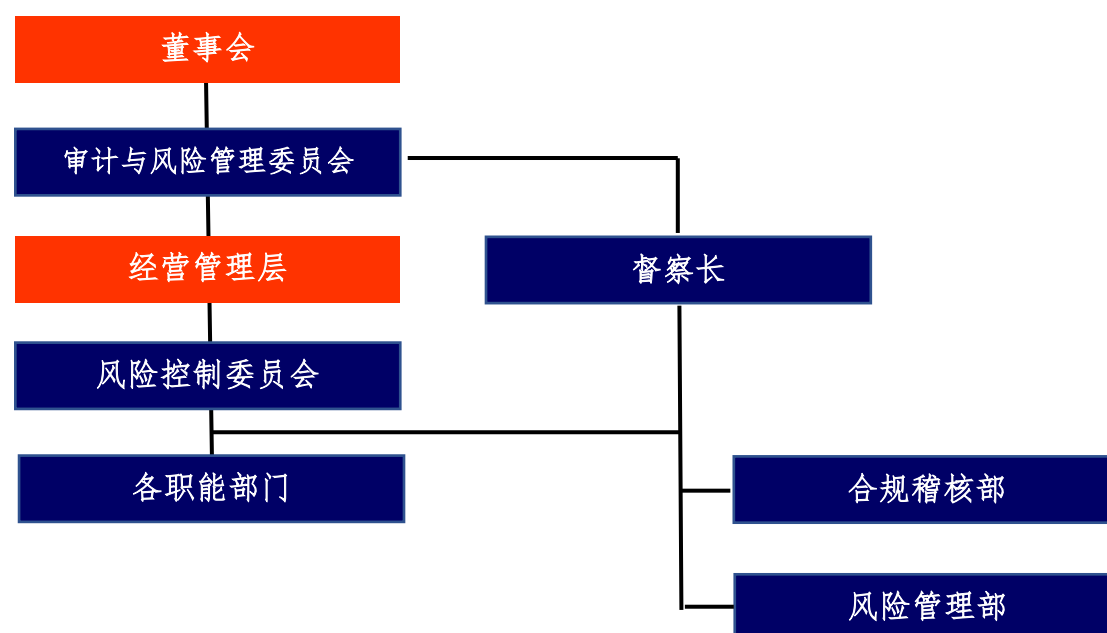 董事会
审计与风险管理委员会
经营管理层
督察长
风险控制委员会
各职能部门
合规稽核部
风险管理部